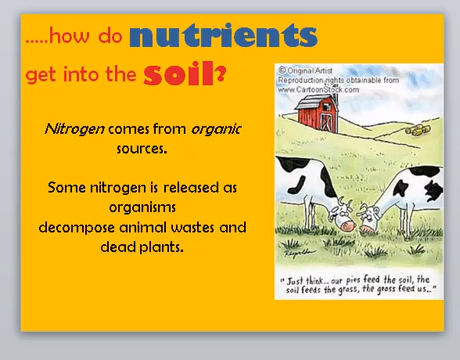 .....how do nutrients
get into the soil?
© Original Artist
Reproduction rights obtainable from
www.CartoonStock.com
Nitrogen comes from organic
sources.
Some nitrogen is released as
organisms
decompose animal wastes and
dead plants.
"Just think... our pies feed the soil, the
soil feeds the grass, the grass feed us..."